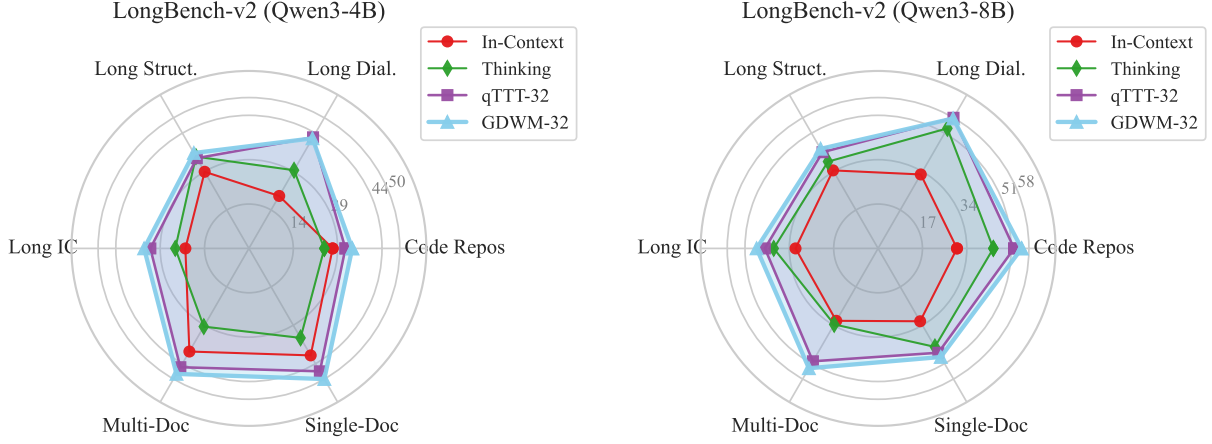 LongBench-v2 (Qwen3-4B)
In-Context
Thinking
qTTT-32
GDWM-32
Long Struct.
Long Dial.
Long IC
Code Repos
Multi-Doc
Single-Doc
14
44
50
LongBench-v2 (Qwen3-8B)
In-Context
Thinking
qTTT-32
GDWM-32
Long Struct.
Long Dial.
Long IC
Code Repos
Multi-Doc
Single-Doc
17
34
51
58